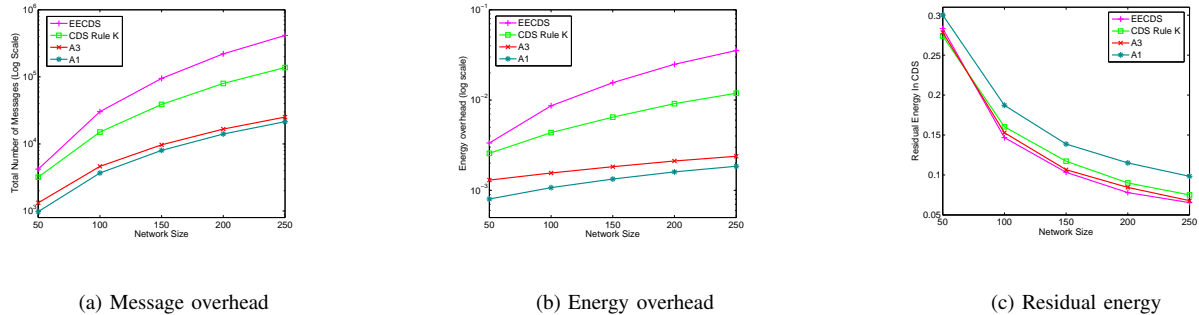 10^6
10^5
10^4
10^3
50
100
150
200
250
Network Size
Total Number of Messages (Log Scale)
EECDS
CDS Rule K
A3
A1
(a) Message overhead
10^-1
10^-2
10^-3
50
100
150
200
250
Network Size
Energy overhead (log scale)
EECDS
CDS Rule K
A3
A1
(b) Energy overhead
0.3
0.25
0.2
0.15
0.1
0.05
50
100
150
200
250
Network Size
Residual Energy In CDS
EECDS
CDS Rule K
A3
A1
(c) Residual energy